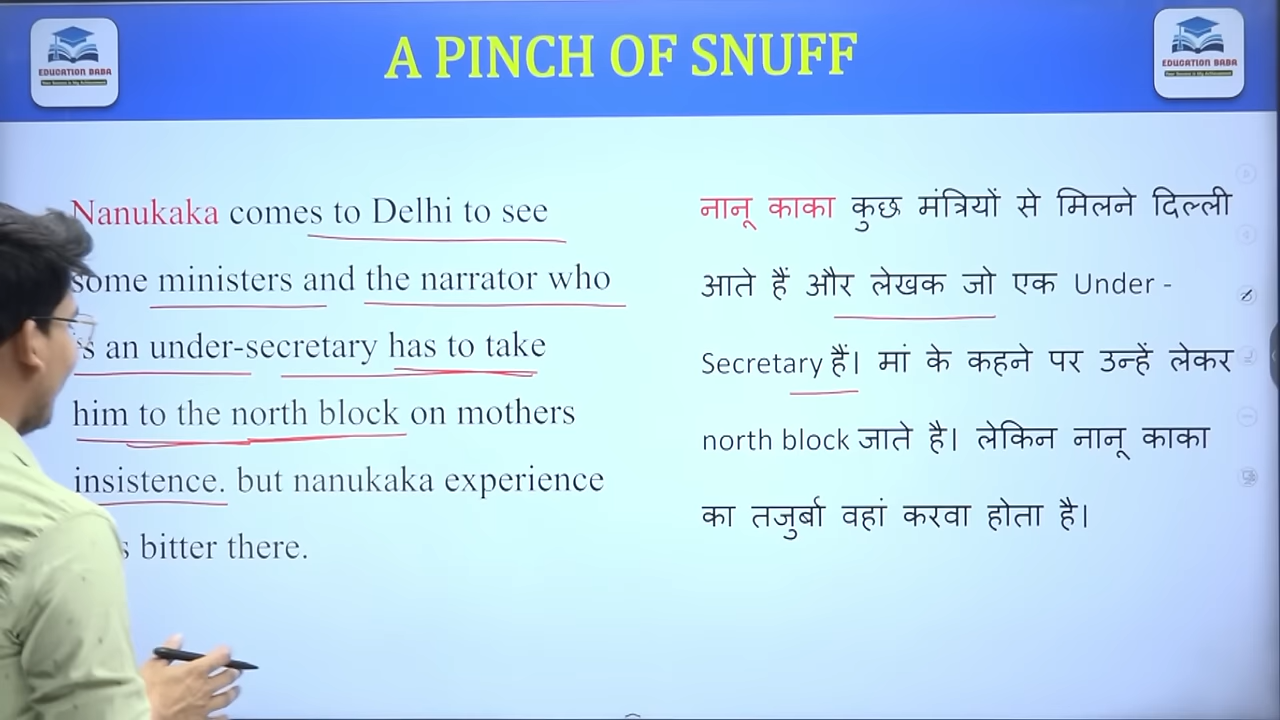 A PINCH OF SNUFF
EDUCATION BABA
EDUCATION BABA
Nanukaka comes to Delhi to see
some ministers and the narrator who
is an under-secretary has to take
him to the north block on mothers
insistence. but nanukaka experience
bitter there.
नानू काका कुछ मंत्रियों से मिलने दिल्ली
आते हैं और लेखक जो एक Under -
Secretary हैं। मां के कहने पर उन्हें लेकर
north block जाते है। लेकिन नानू काका
का तजुर्बा वहां करवा होता है।